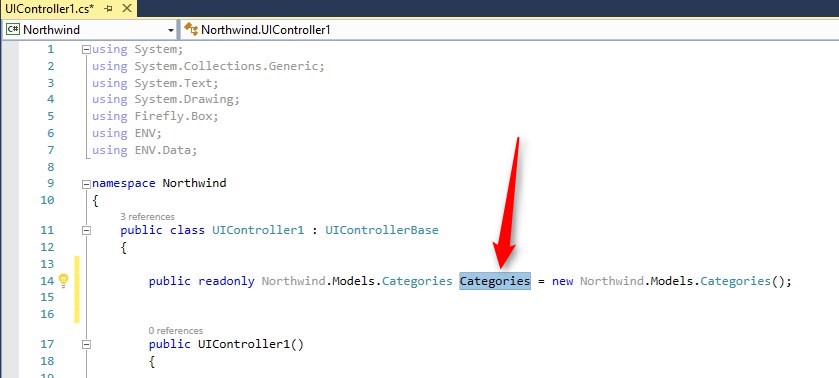 UIController1.cs*
Northwind Northwind.UIController1
1 using System;
2 using System.Collections.Generic;
3 using System.Text;
4 using System.Drawing;
5 using Firefly.Box;
6 using ENV;
7 using ENV.Data;
8
9 namespace Northwind
10 {
3 references
11 public class UIController1 : UIControllerBase
12 {
13
14 public readonly Northwind.Models.Categories Categories = new Northwind.Models.Categories();
15
16
0 references
17 public UIController1()
18 {